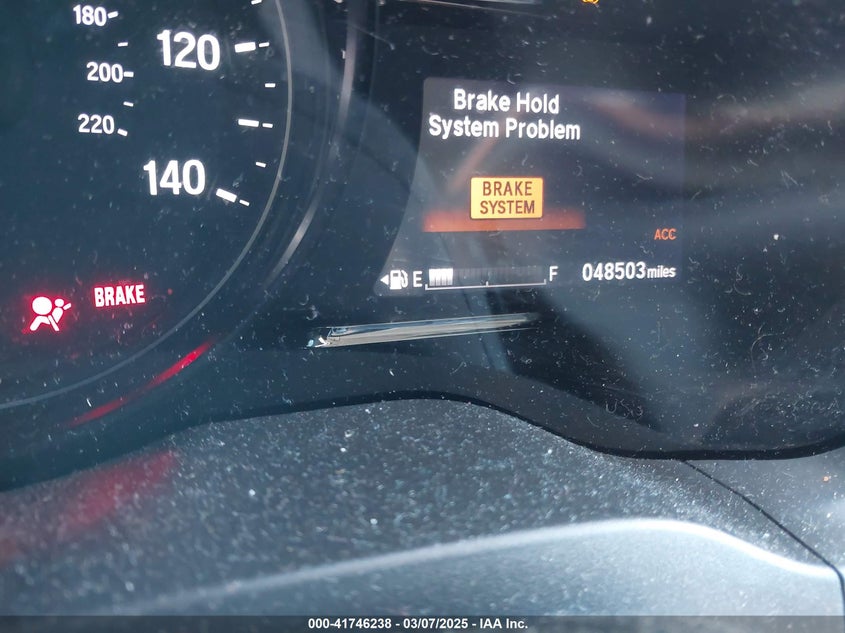 180
120
200
220
140
Brake Hold
System Problem
BRAKE
SYSTEM
ACC
E
F
048503 miles
BRAKE
000-41746238 - 03/07/2025 - IAA Inc.